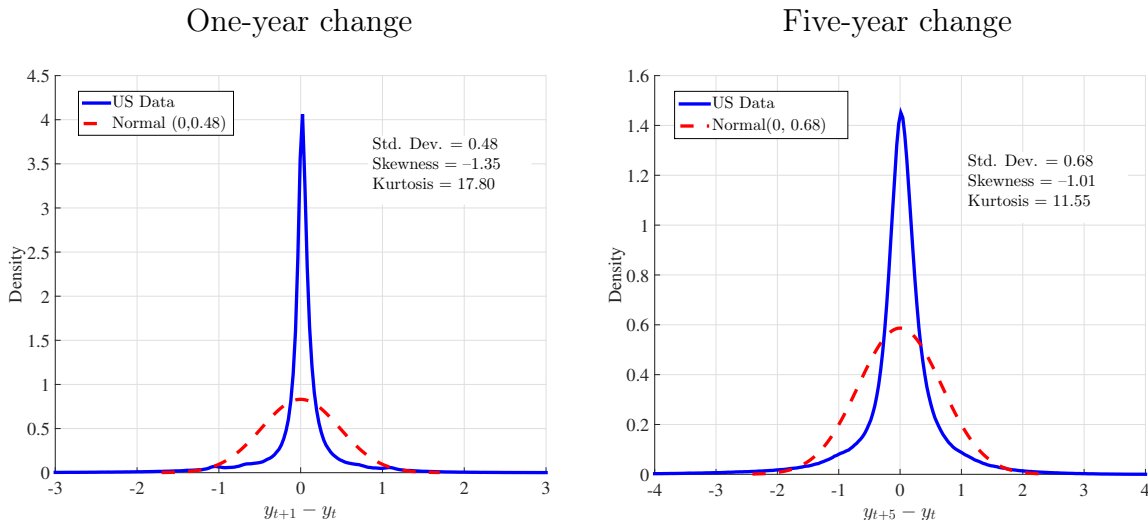 One-year change
4.5
4
3.5
3
2.5
2
1.5
1
0.5
0
Density
US Data
Normal (0,0.48)
Std. Dev. = 0.48
Skewness = –1.35
Kurtosis = 17.80
-3 -2 -1 0 1 2 3
yt+1 − yt
Five-year change
1.6
1.4
1.2
1
0.8
0.6
0.4
0.2
0
Density
US Data
Normal(0, 0.68)
Std. Dev. = 0.68
Skewness = –1.01
Kurtosis = 11.55
-4 -3 -2 -1 0 1 2 3 4
yt+5 − yt